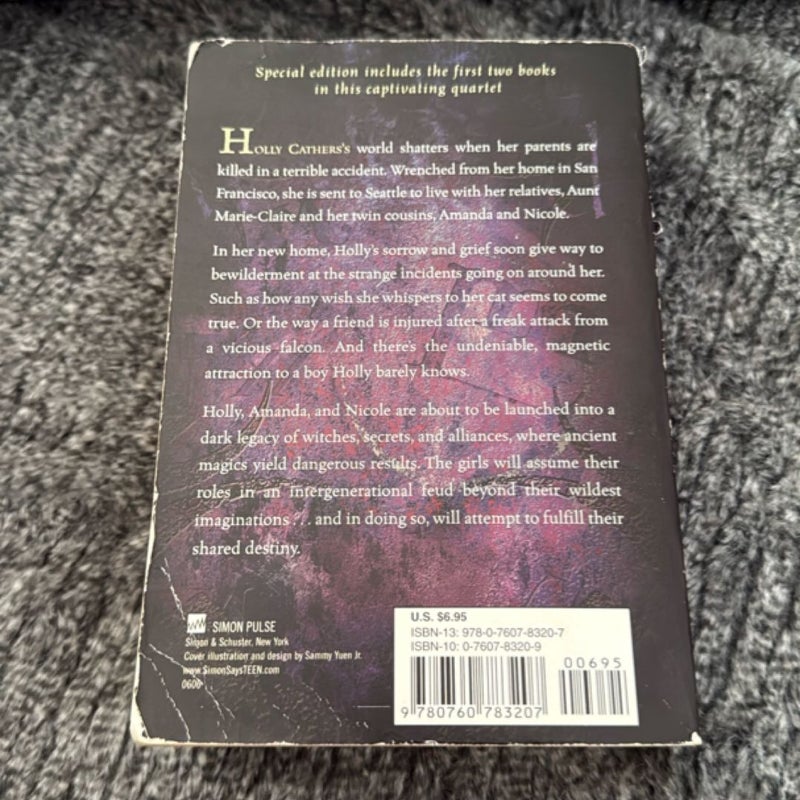 Special edition includes the first two books
in this captivating quartet
HOLLY CATHERS'S world shatters when her parents are
killed in a terrible accident. Wrenched from her home in San
Francisco, she is sent to Seattle to live with her relatives, Aunt
Marie-Claire and her twin cousins, Amanda and Nicole.
In her new home, Holly's sorrow and grief soon give way to
bewilderment at the strange incidents going on around her.
Such as how any wish she whispers to her cat seems to come
true. Or the way a friend is injured after a freak attack from
a vicious falcon. And there's the undeniable, magnetic
attraction to a boy Holly barely knows.
Holly, Amanda, and Nicole are about to be launched into a
dark legacy of witches, secrets, and alliances, where ancient
magics yield dangerous results. The girls will assume their
roles in an intergenerational feud beyond their wildest
imaginations . . . and in doing so, will attempt to fulfill their
shared destiny.
SIMON PULSE
Simon & Schuster, New York
Cover illustration and design by Sammy Yuen Jr.
www.SimonSaysTEEN.com
0606
U.S. $6.95
ISBN-13: 978-0-7607-8320-7
ISBN-10: 0-7607-8320-9
00695
9 780760 783207